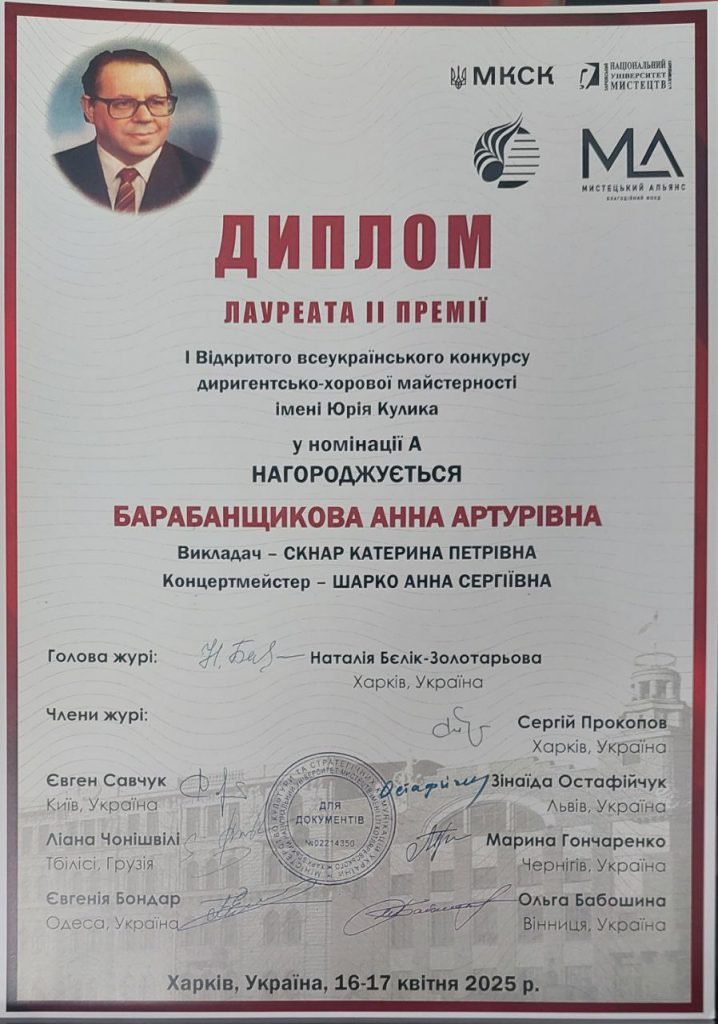 МКСК
НАЦІОНАЛЬНИЙ
УНІВЕРСИТЕТ
МИСТЕЦТВ
МА
МИСТЕЦЬКИЙ АЛЬЯНС
БЛАГОДІЙНИЙ ФОНД
ДИПЛОМ
ЛАУРЕАТА ІІ ПРЕМІЇ
І Відкритого всеукраїнського конкурсу
диригентсько-хорової майстерності
імені Юрія Кулика
у номінації А
НАГОРОДЖУЄТЬСЯ
БАРАБАНЩИКОВА АННА АРТУРІВНА
Викладач – СКНАР КАТЕРИНА ПЕТРІВНА
Концертмейстер – ШАРКО АННА СЕРГІЇВНА
Голова журі: Н. Бєл Наталія Бєлік-Золотарьова
Харків, Україна
Члени журі:
Сергій Прокопов
Харків, Україна
Євген Савчук
Київ, Україна
Остафійчук Зінаїда Остафійчук
Львів, Україна
Ліана Чонішвілі
Тбілісі, Грузія
Марина Гончаренко
Чернігів, Україна
Євгенія Бондар
Одеса, Україна
Ольга Бабошина
Вінниця, Україна
ДЛЯ
ДОКУМЕНТІВ
№02214350
Харків, Україна, 16-17 квітня 2025 р.